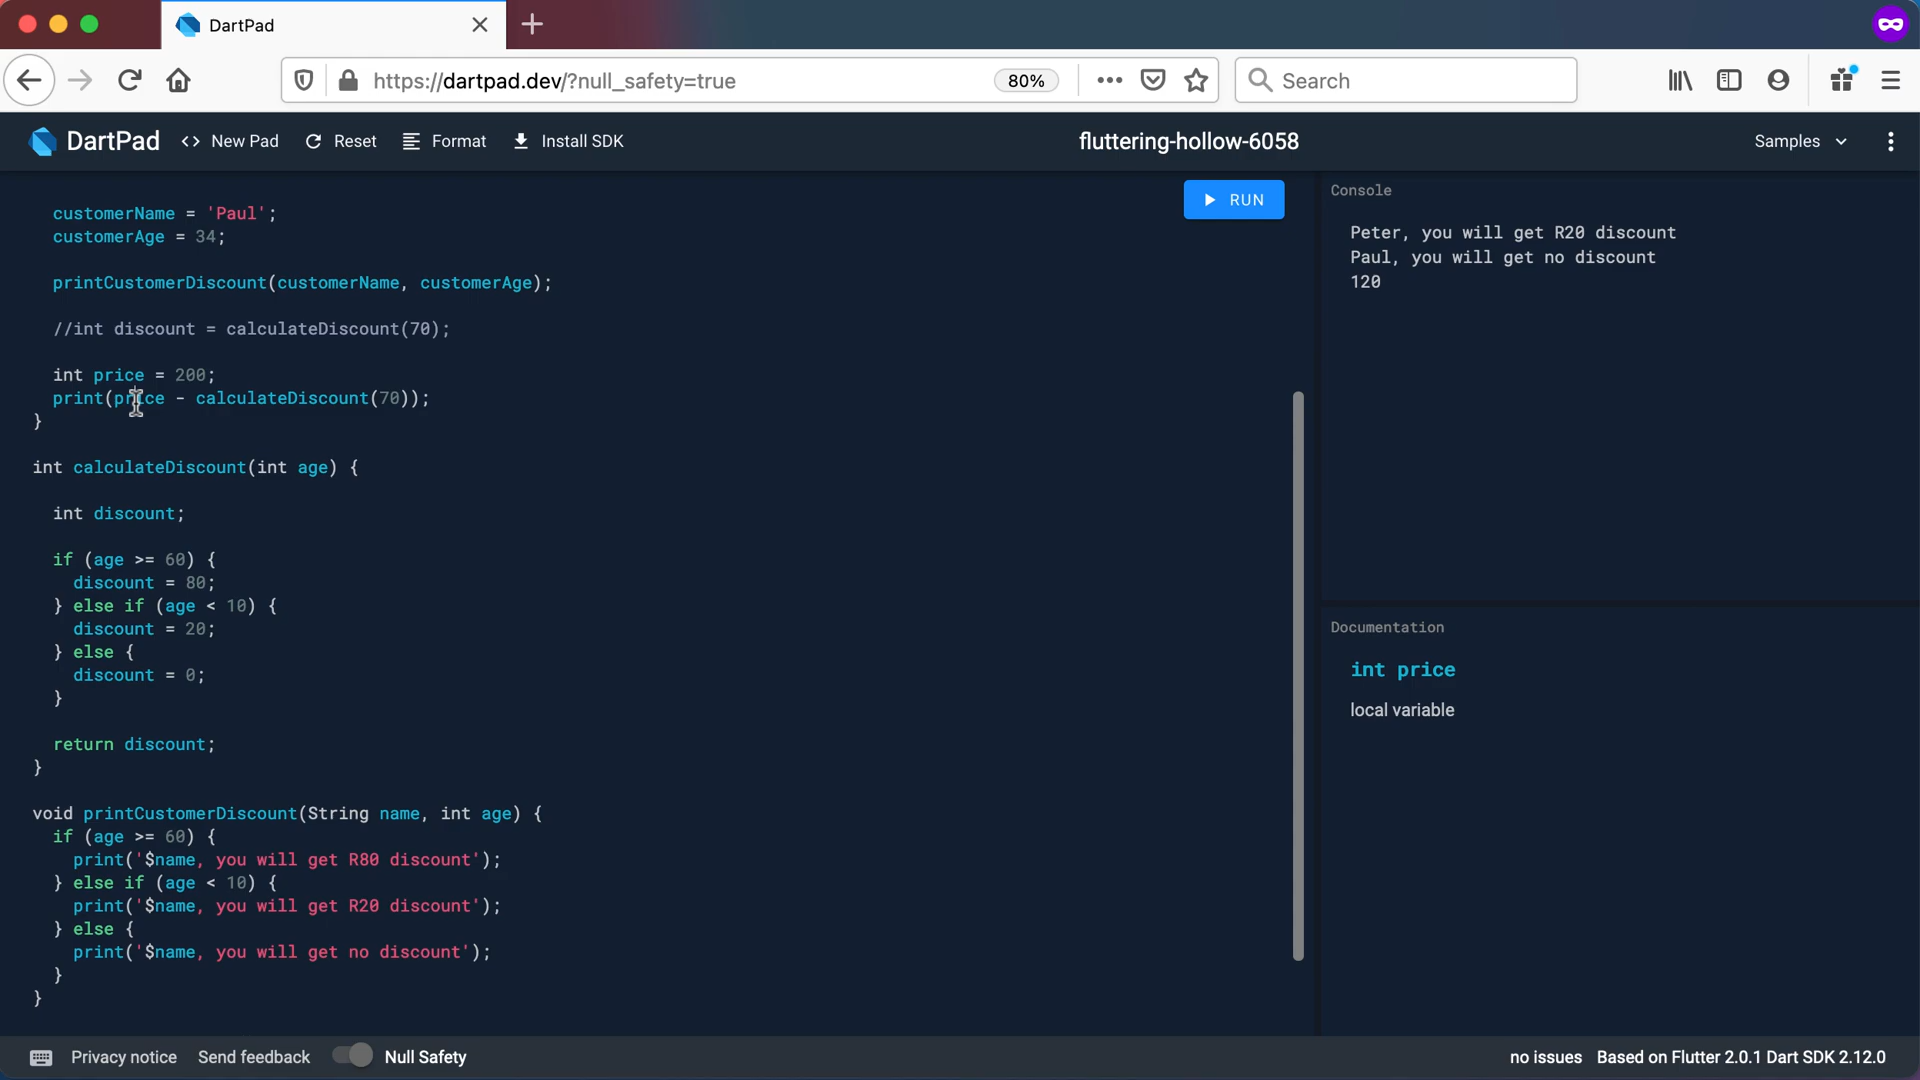 DartPad
https://dartpad.dev/?null_safety=true
80%
Search
DartPad
<> New Pad
Reset
Format
Install SDK
fluttering-hollow-6058
Samples
customerName = 'Paul';
customerAge = 34;
printCustomerDiscount(customerName, customerAge);
//int discount = calculateDiscount(70);
int price = 200;
print(price - calculateDiscount(70));
}
int calculateDiscount(int age) {
int discount;
if (age >= 60) {
discount = 80;
} else if (age < 10) {
discount = 20;
} else {
discount = 0;
}
return discount;
}
void printCustomerDiscount(String name, int age) {
if (age >= 60) {
print('$name, you will get R80 discount');
} else if (age < 10) {
print('$name, you will get R20 discount');
} else {
print('$name, you will get no discount');
}
}
RUN
Console
Peter, you will get R20 discount
Paul, you will get no discount
120
Documentation
int price
local variable
Privacy notice
Send feedback
Null Safety
no issues
Based on Flutter 2.0.1 Dart SDK 2.12.0